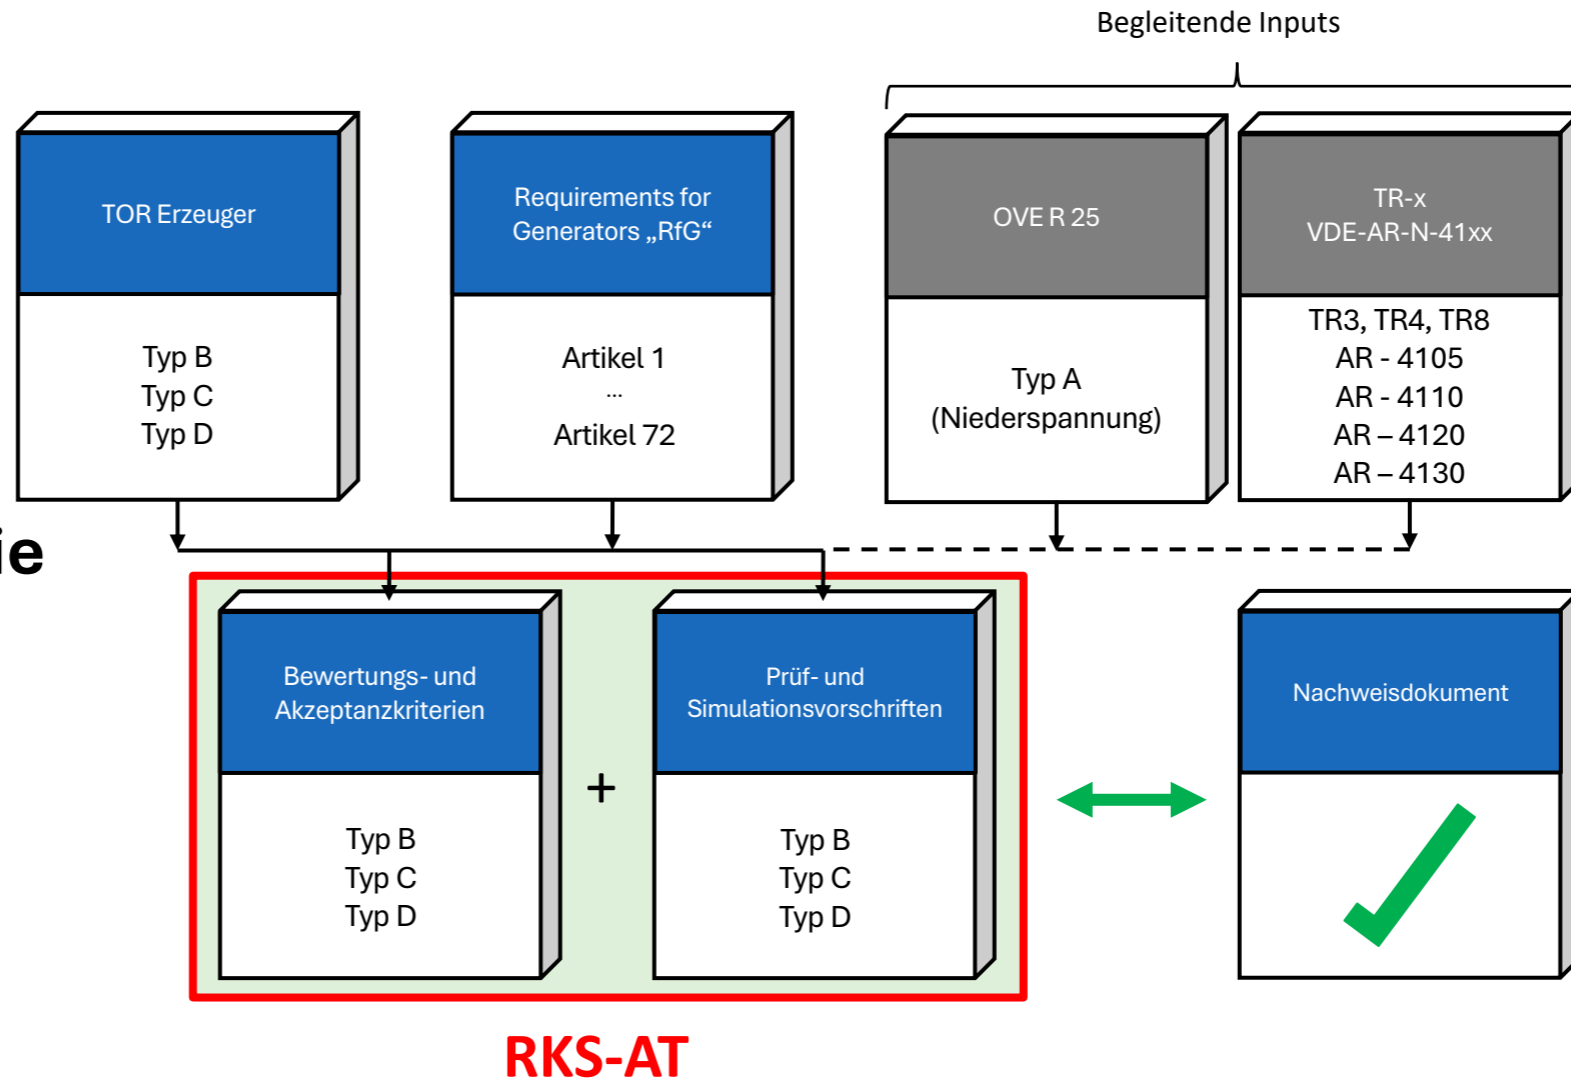 Begleitende Inputs
TOR Erzeuger
Typ B
Typ C
Typ D
Requirements for
Generators „RfG“
Artikel 1
...
Artikel 72
OVE R 25
Typ A
(Niederspannung)
TR-x
VDE-AR-N-41xx
TR3, TR4, TR8
AR - 4105
AR - 4110
AR – 4120
AR – 4130
ie
Bewertungs- und
Akzeptanzkriterien
Typ B
Typ C
Typ D
+
Prüf- und
Simulationsvorschriften
Typ B
Typ C
Typ D
Nachweisdokument
RKS-AT